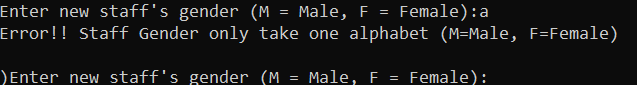 Enter new staff's gender (M = Male, F = Female):a
Error!! Staff Gender only take one alphabet (M=Male, F=Female)
)Enter new staff's gender (M = Male, F = Female):